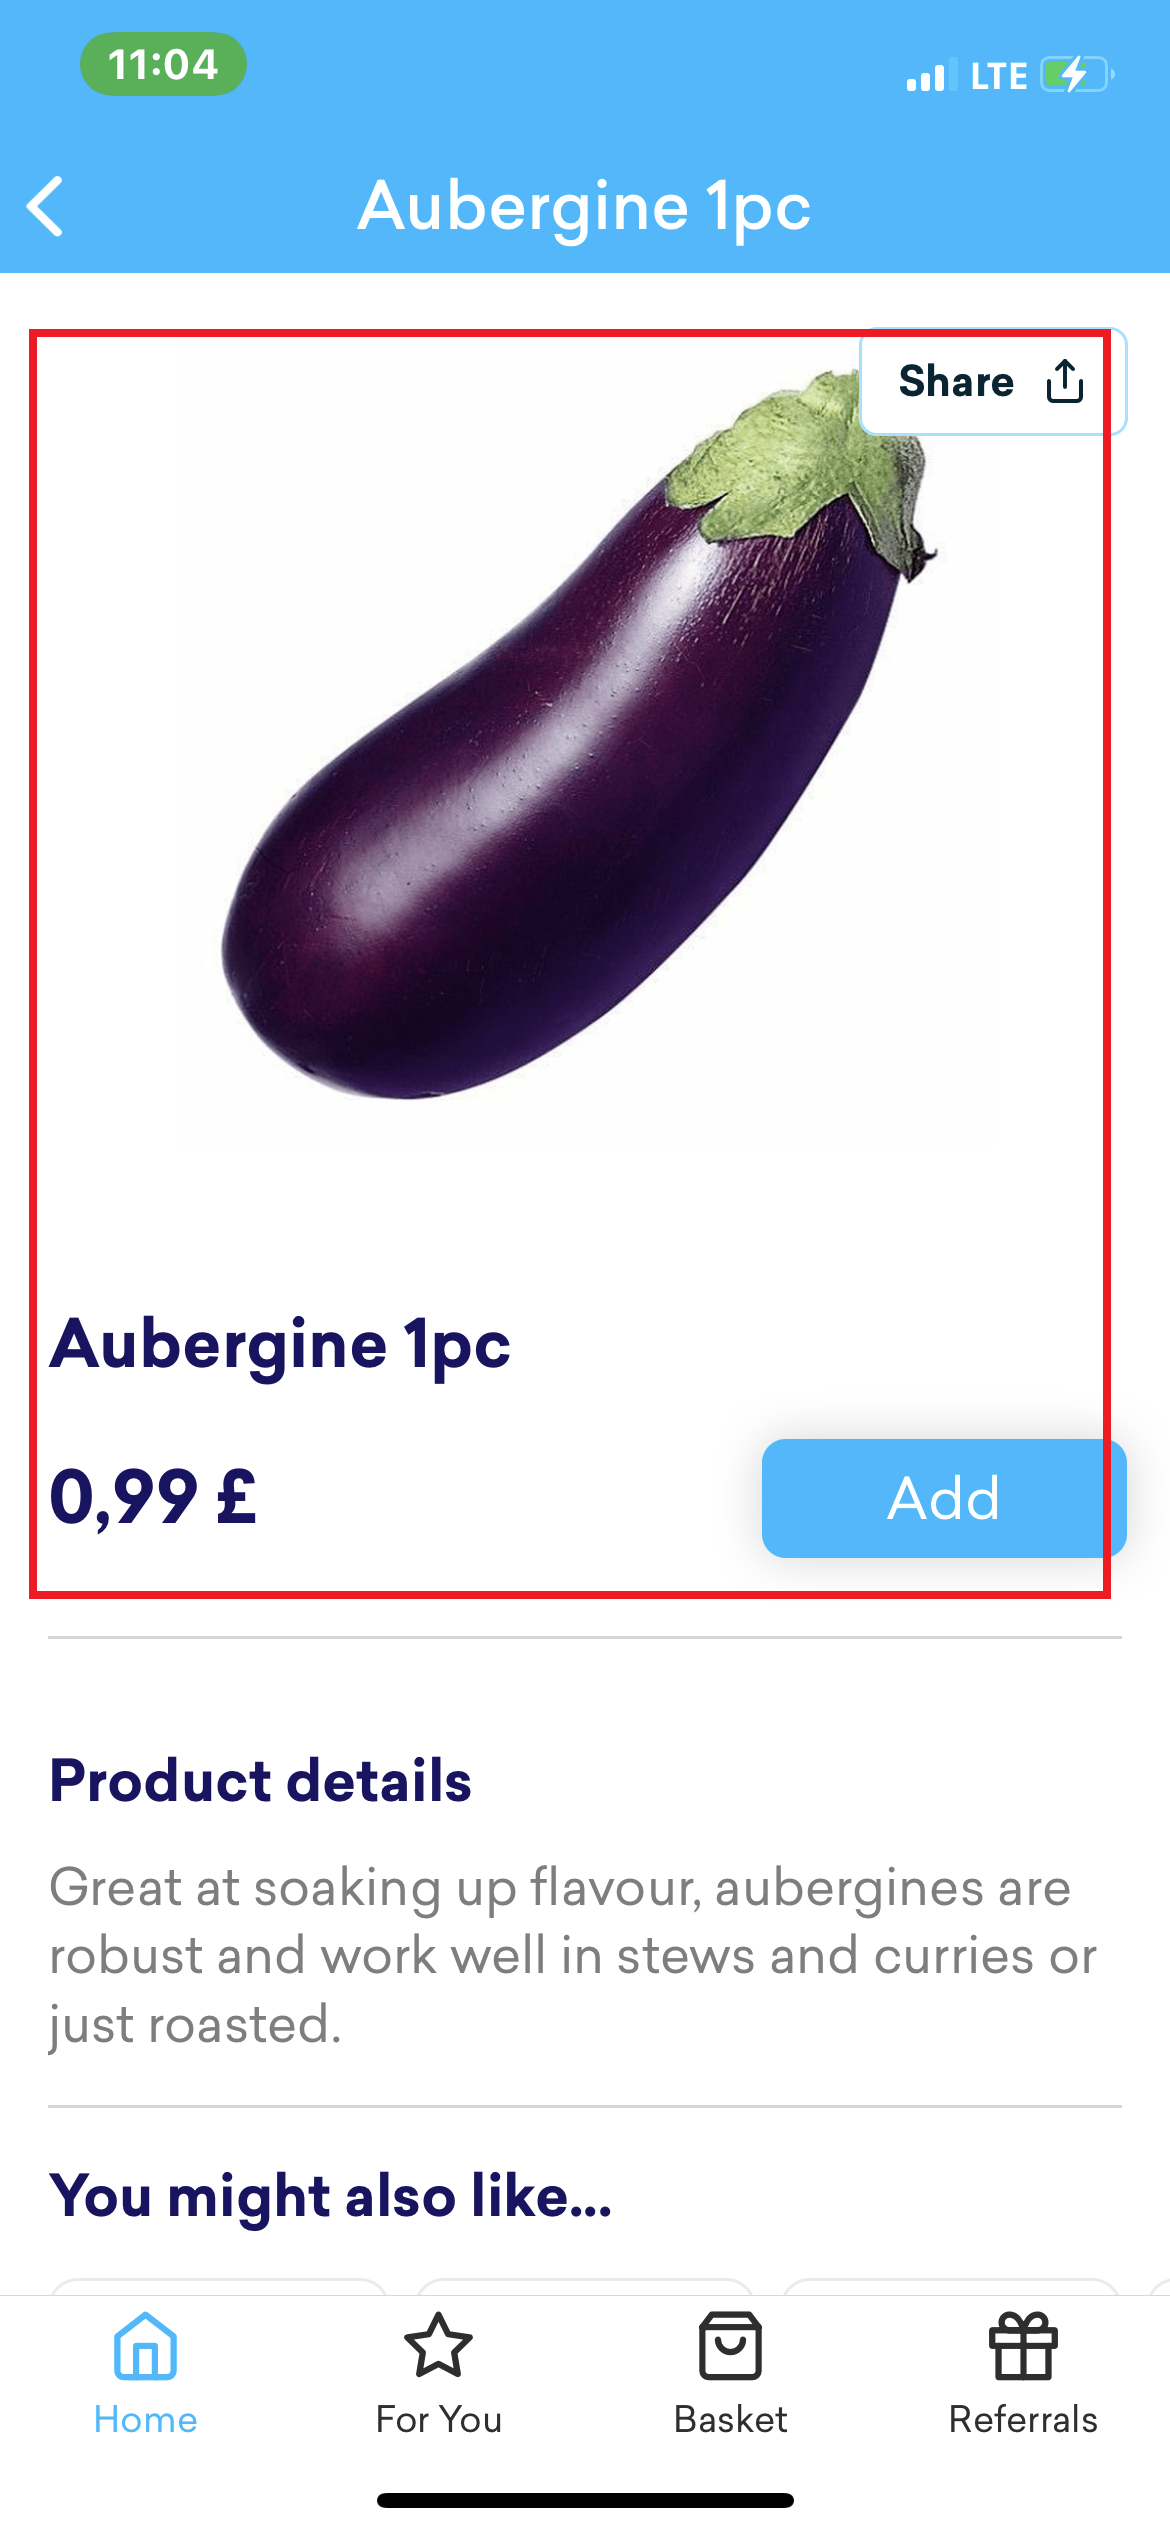 11:04
LTE
Aubergine 1pc
Share
Aubergine 1pc
0,99 £
Add
Product details
Great at soaking up flavour, aubergines are
robust and work well in stews and curries or
just roasted.
You might also like...
Home
For You
Basket
Referrals